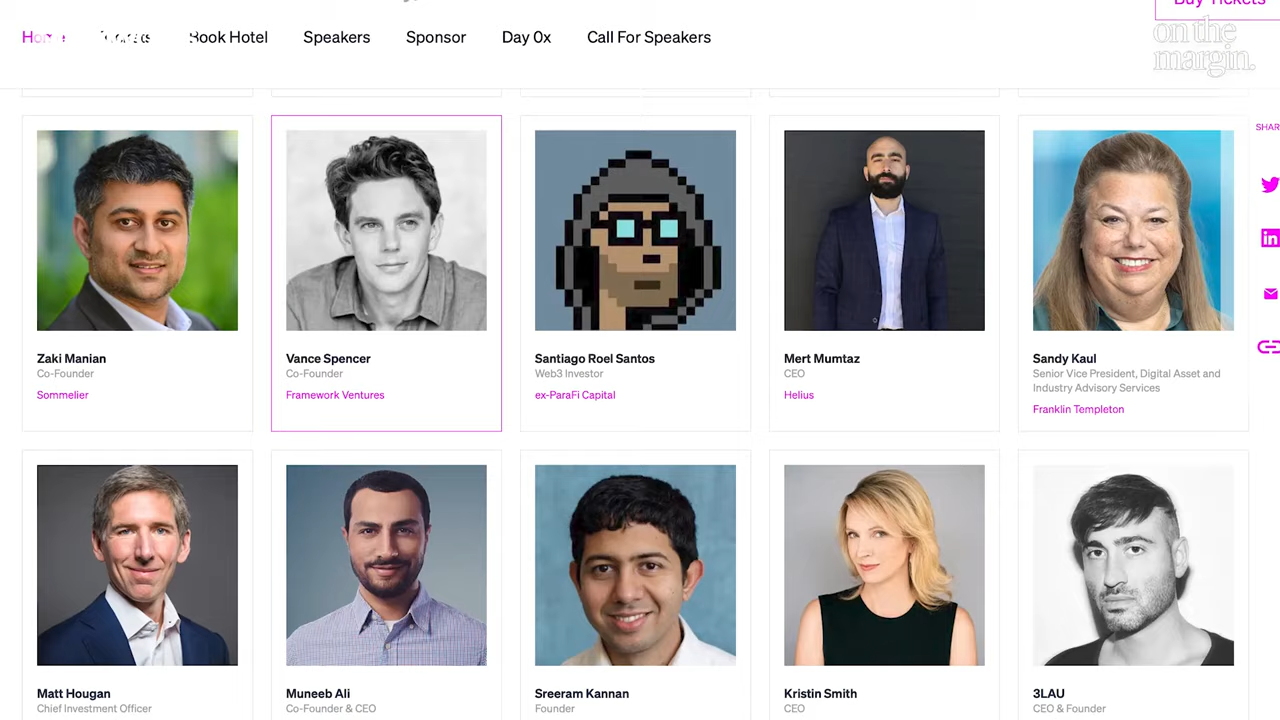 Buy Tickets
Home
Book Hotel
Speakers
Sponsor
Day 0x
Call For Speakers
on the
margin.
SHAR
Zaki Manian
Co-Founder
Sommelier
Vance Spencer
Co-Founder
Framework Ventures
Santiago Roel Santos
Web3 Investor
ex-ParaFi Capital
Mert Mumtaz
CEO
Helius
Sandy Kaul
Senior Vice President, Digital Asset and
Industry Advisory Services
Franklin Templeton
Matt Hougan
Chief Investment Officer
Muneeb Ali
Co-Founder & CEO
Sreeram Kannan
Founder
Kristin Smith
CEO
3LAU
CEO & Founder